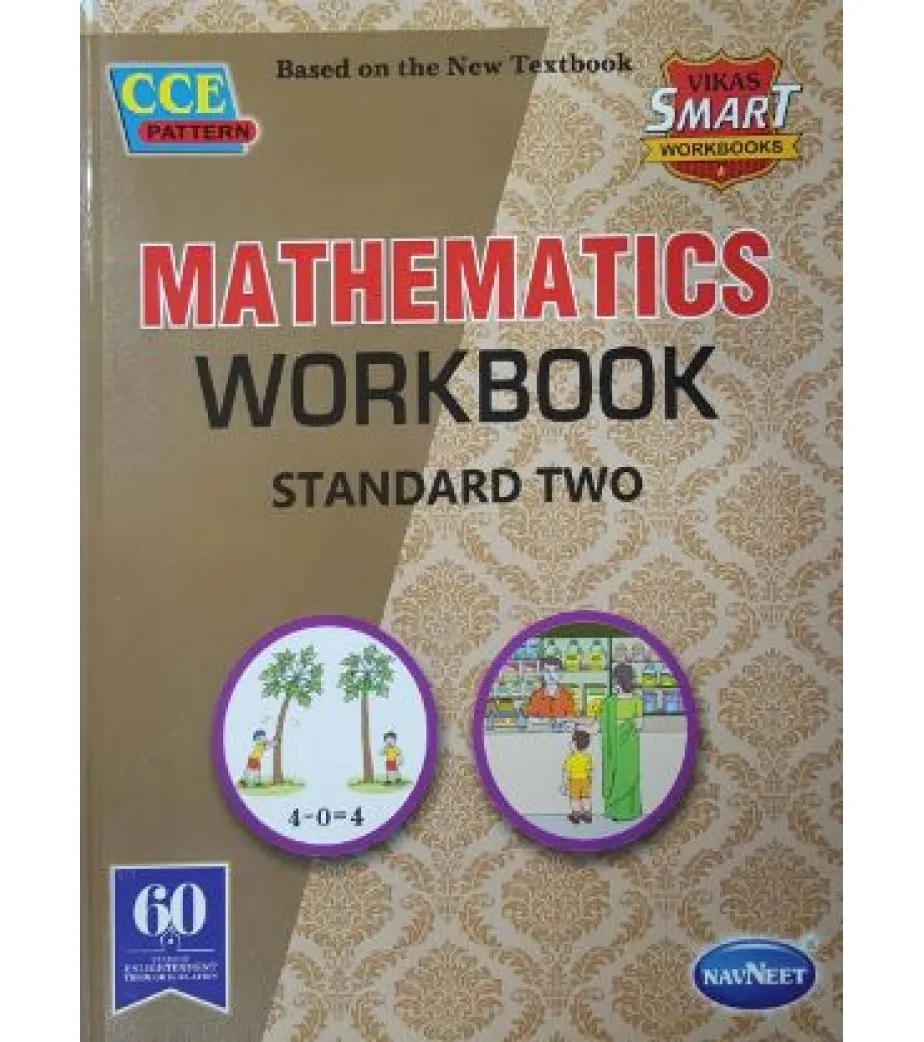 CCE
PATTERN
Based on the New Textbook
VIKAS
SMART
WORKBOOKS
MATHEMATICS
WORKBOOK
STANDARD TWO
4-0=4
60
ENLIGHTENMENT
NAVNEET